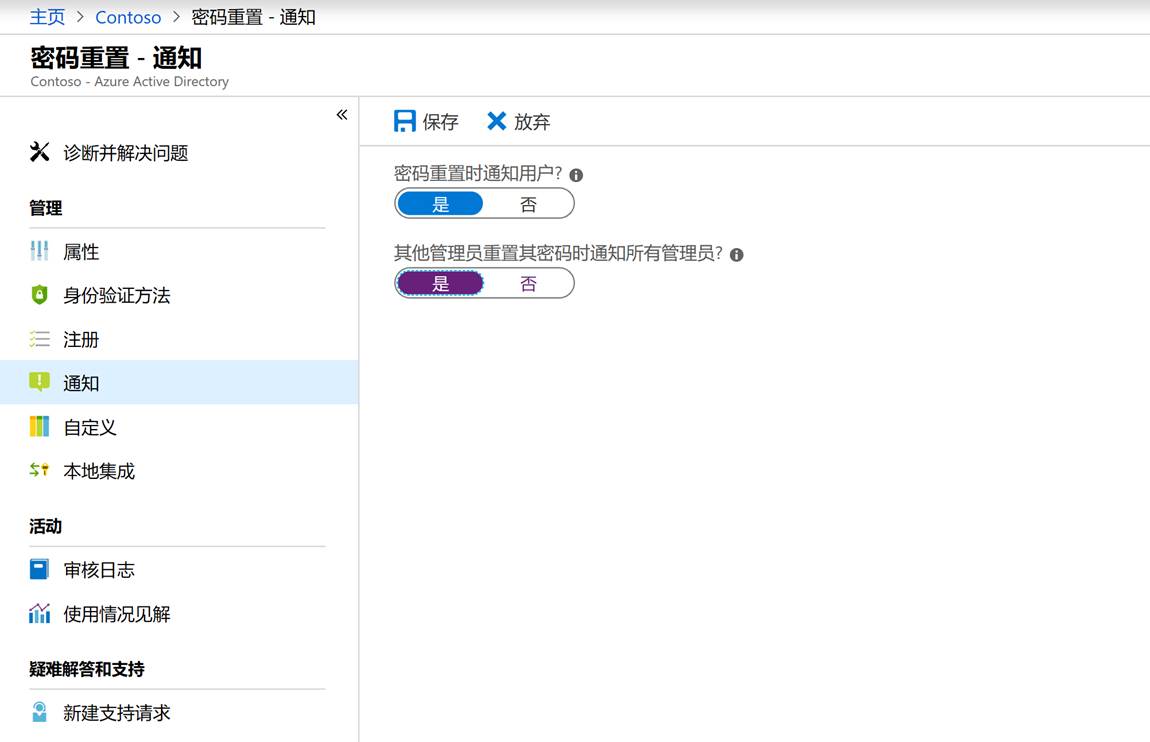 主页 > Contoso > 密码重置 - 通知
密码重置 - 通知
Contoso - Azure Active Directory
«
诊断并解决问题
管理
属性
身份验证方法
注册
通知
自定义
本地集成
活动
审核日志
使用情况见解
疑难解答和支持
新建支持请求
保存 放弃
密码重置时通知用户?
是 否
其他管理员重置其密码时通知所有管理员?
是 否